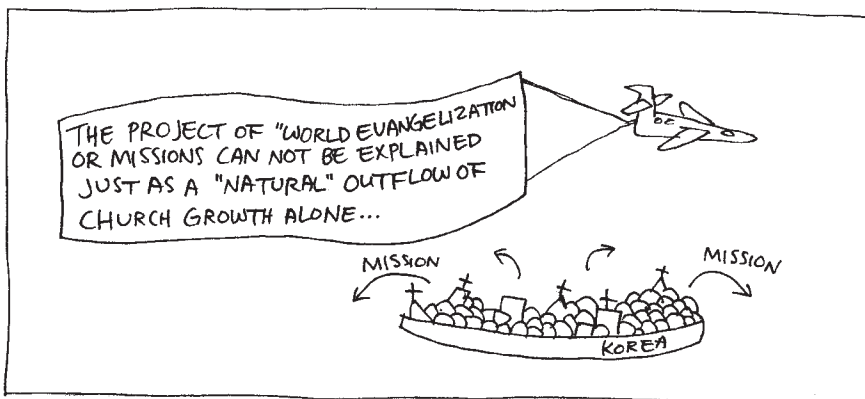 THE PROJECT OF "WORLD EVANGELIZATION
OR MISSIONS CAN NOT BE EXPLAINED
JUST AS A "NATURAL" OUTFLOW OF
CHURCH GROWTH ALONE...
MISSION
MISSION
KOREA